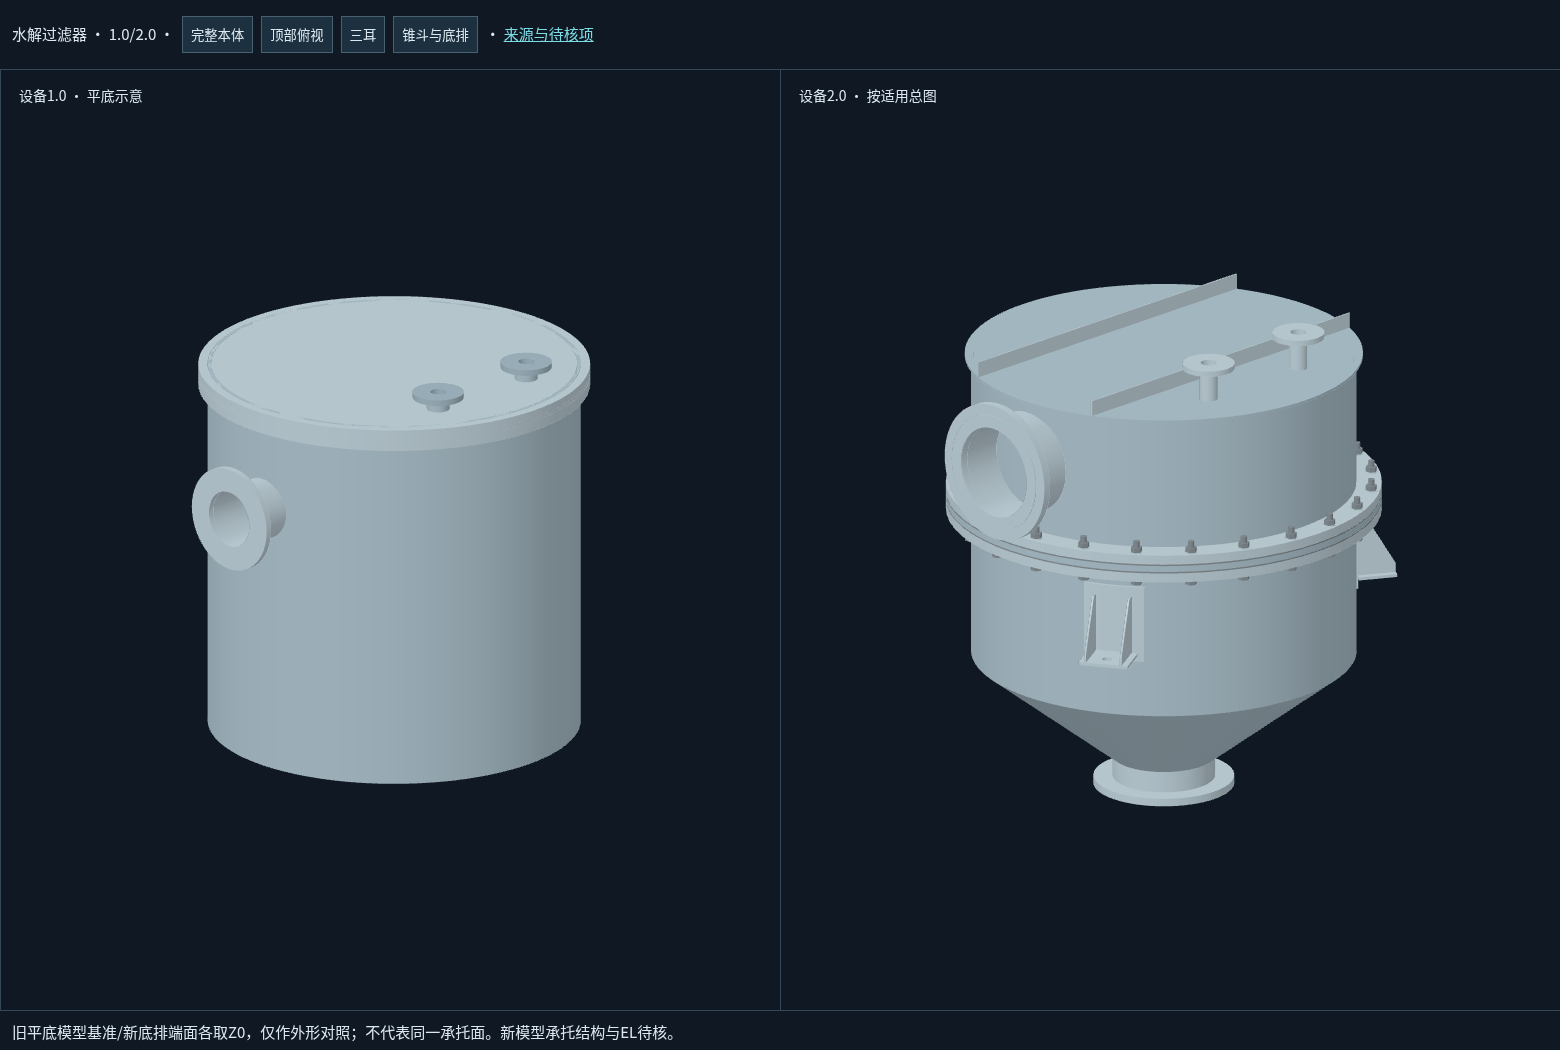 水解过滤器 · 1.0/2.0 · 完整本体 顶部俯视 三耳 锥斗与底排 · 来源与待核项
设备1.0 · 平底示意
设备2.0 · 按适用总图
旧平底模型基准/新底排端面各取Z0，仅作外形对照；不代表同一承托面。新模型承托结构与EL待核。